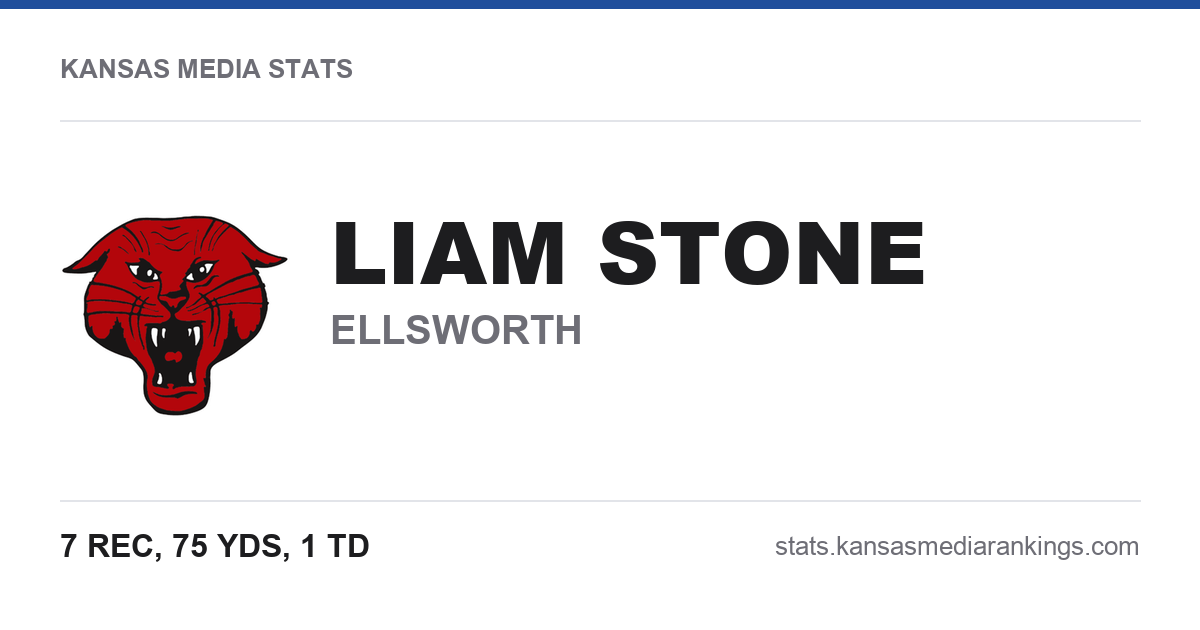 KANSAS MEDIA STATS
LIAM STONE
ELLSWORTH
7 REC, 75 YDS, 1 TD
stats.kansasmediarankings.com